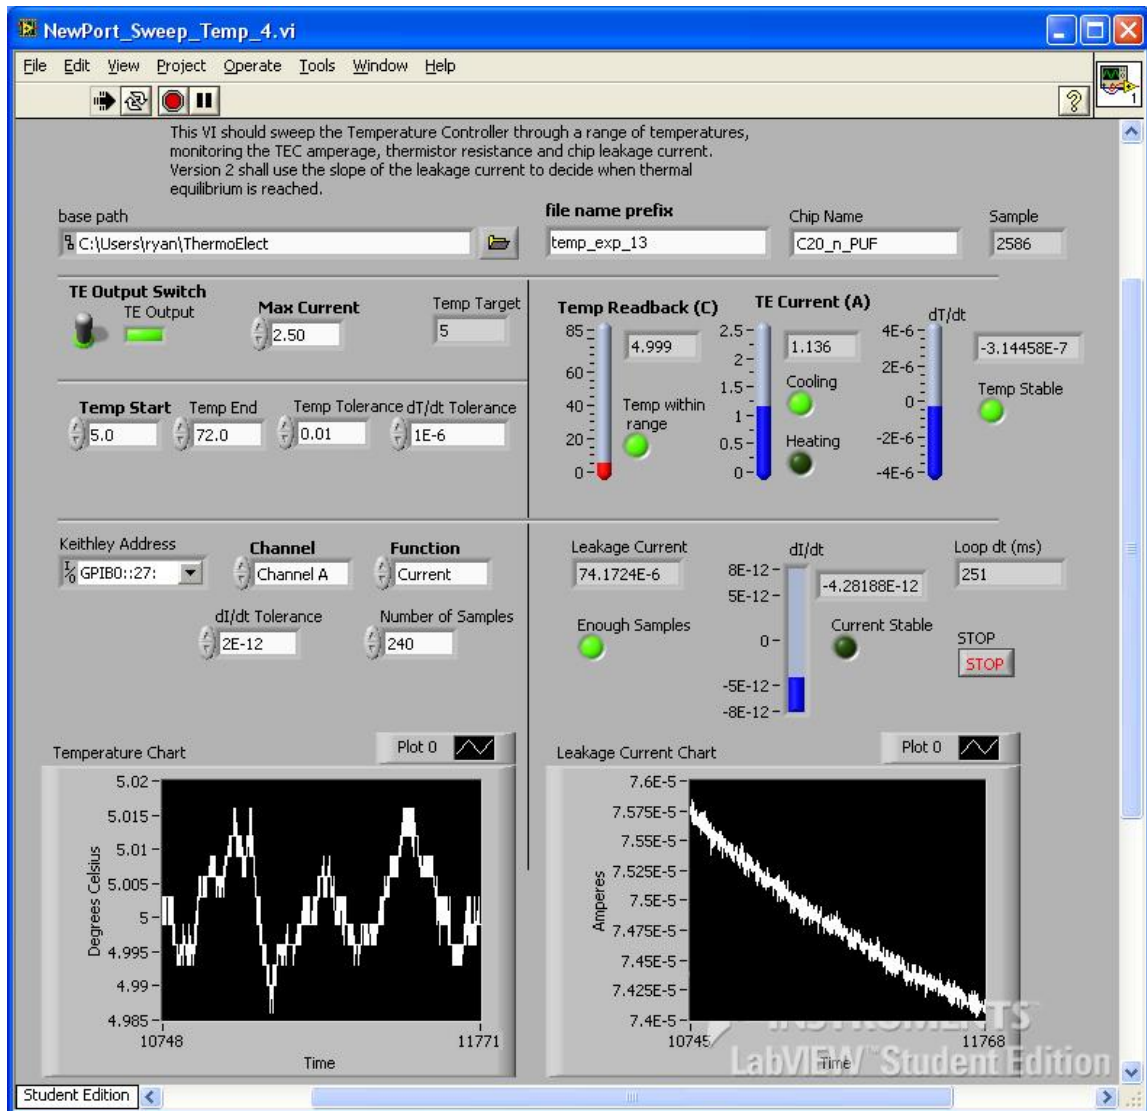 NewPort_Sweep_Temp_4.vi
File Edit View Project Operate Tools Window Help
1
This VI should sweep the Temperature Controller through a range of temperatures,
monitoring the TEC amperage, thermistor resistance and chip leakage current.
Version 2 shall use the slope of the leakage current to decide when thermal
equilibrium is reached.
base path
C:\Users\ryan\ThermoElect
file name prefix
temp_exp_13
Chip Name
C20_n_PUF
Sample
2586
TE Output Switch
TE Output
Max Current
2.50
Temp Target
5
Temp Start
5.0
Temp End
72.0
Temp Tolerance
0.01
dT/dt Tolerance
1E-6
Temp Readback (C)
85
60
40
20
0
4.999
Temp within
range
TE Current (A)
2.5
2
1.5
1
0.5
0
1.136
Cooling
Heating
dT/dt
4E-6
2E-6
0
-2E-6
-4E-6
-3.14458E-7
Temp Stable
Keithley Address
I/O GPIB0::27:
Channel
Channel A
Function
Current
dI/dt Tolerance
2E-12
Number of Samples
240
Leakage Current
74.1724E-6
Enough Samples
dI/dt
8E-12
5E-12
0
-5E-12
-8E-12
-4.28188E-12
Current Stable
Loop dt (ms)
251
STOP
STOP
Temperature Chart
Plot 0
5.02
5.015
5.01
5.005
5
4.995
4.99
4.985
Degrees Celsius
10748
11771
Time
Leakage Current Chart
Plot 0
7.6E-5
7.575E-5
7.55E-5
7.525E-5
7.5E-5
7.475E-5
7.45E-5
7.425E-5
7.4E-5
Amperes
10745
11768
Time
INSTRUMENTS
LabVIEW™ Student Edition
Student Edition